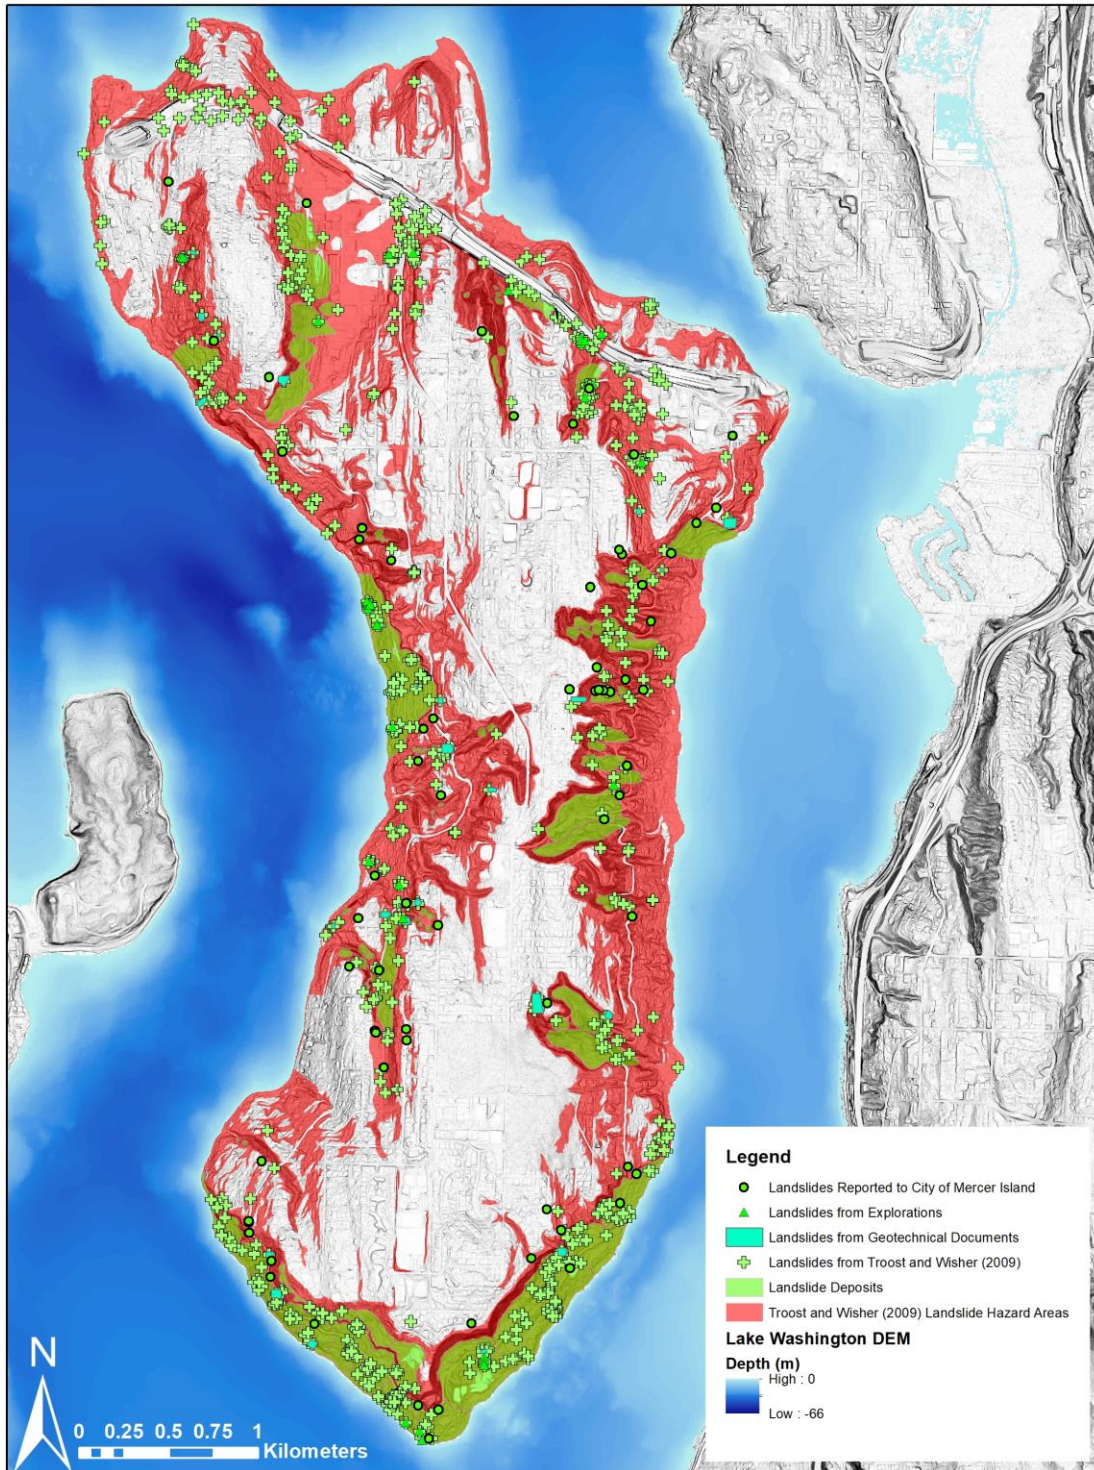 Legend
Landslides Reported to City of Mercer Island
Landslides from Explorations
Landslides from Geotechnical Documents
Landslides from Troost and Wisher (2009)
Landslide Deposits
Troost and Wisher (2009) Landslide Hazard Areas
Lake Washington DEM
Depth (m)
High : 0
Low : -66
N
0 0.25 0.5 0.75 1
Kilometers